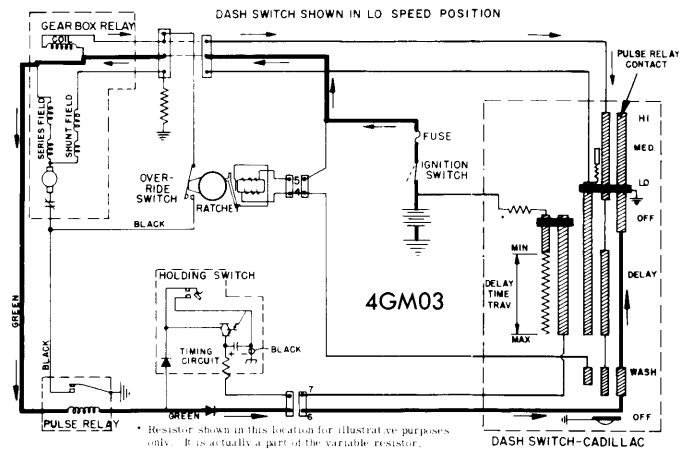 DASH SWITCH SHOWN IN LO SPEED POSITION
GEAR BOX RELAY
COIL
PULSE RELAY
CONTACT
SERIES FIELD
SHUNT FIELD
HI
FUSE
MED.
OVER-
RIDE
SWITCH
RATCHET
5
4
IGNITION
SWITCH
LO
OFF
BLACK
MIN
DELAY
TIME
TRAV.
MAX
DELAY
HOLDING SWITCH
4GM03
GREEN
TIMING
CIRCUIT
+
BLACK
BLACK
WASH
7
6
GREEN
OFF
PULSE RELAY
* Resistor shown in this location for illustrative purposes
only. It is actually a part of the variable resistor.
DASH SWITCH-CADILLAC